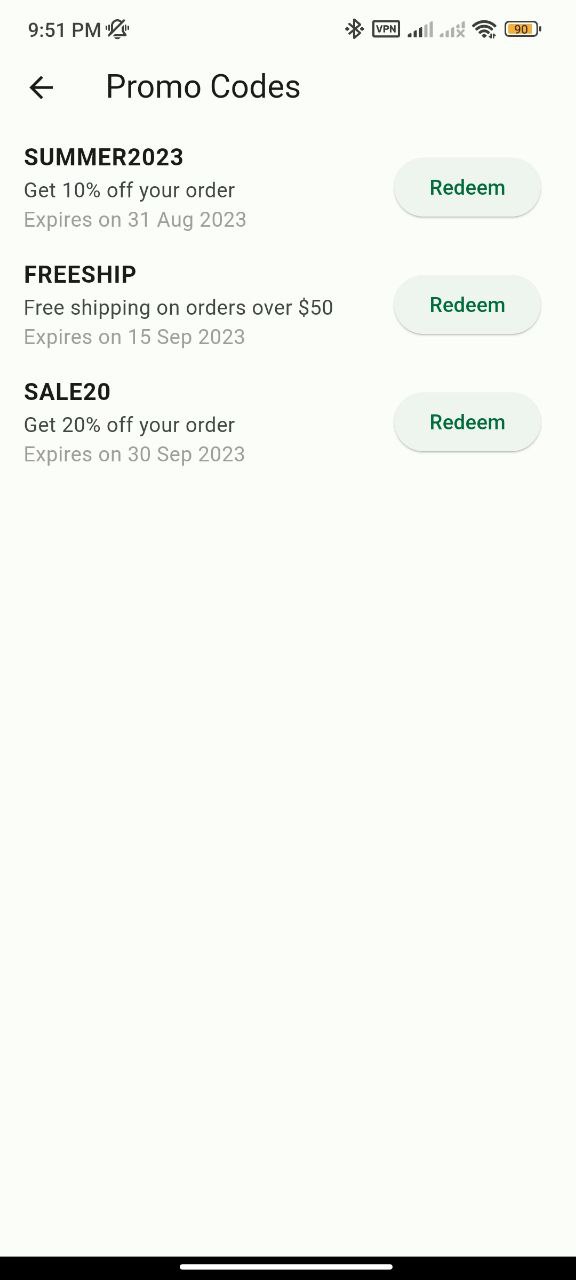 9:51 PM VPN 90
Promo Codes
SUMMER2023
Get 10% off your order
Expires on 31 Aug 2023
Redeem
FREESHIP
Free shipping on orders over $50
Expires on 15 Sep 2023
Redeem
SALE20
Get 20% off your order
Expires on 30 Sep 2023
Redeem